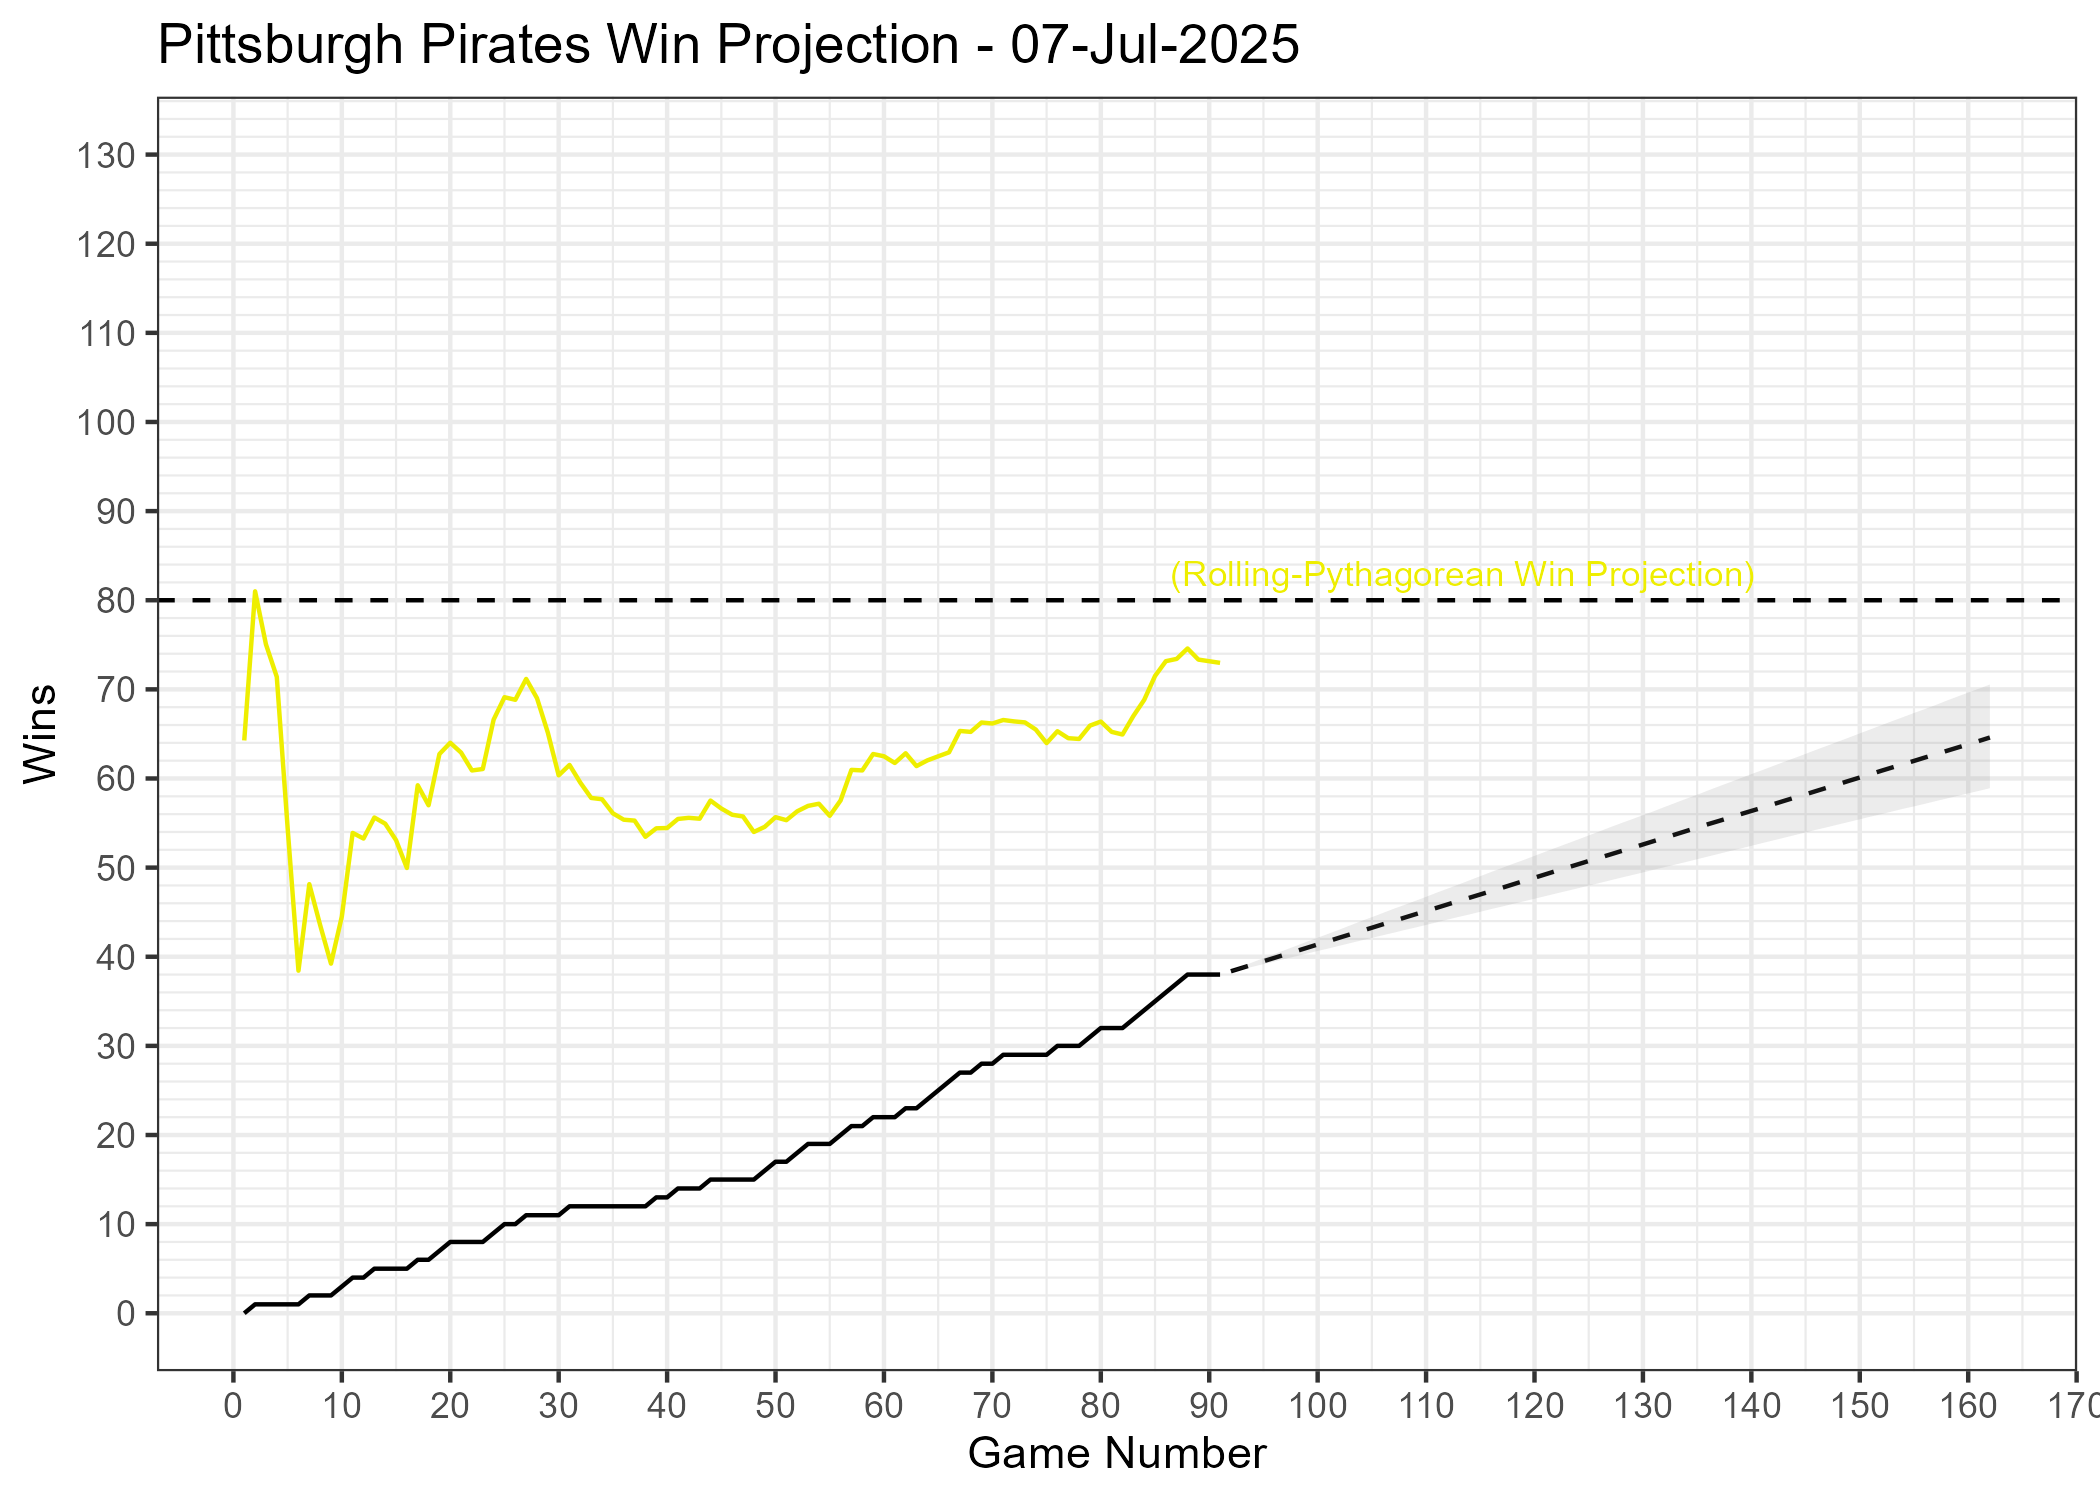 Pittsburgh Pirates Win Projection - 07-Jul-2025
130
120
110
100
90
(Rolling-Pythagorean Win Projection)
80
70
Wins
60
50
40
30
20
10
0
0 10 20 30 40 50 60 70 80 90 100 110 120 130 140 150 160 170
Game Number